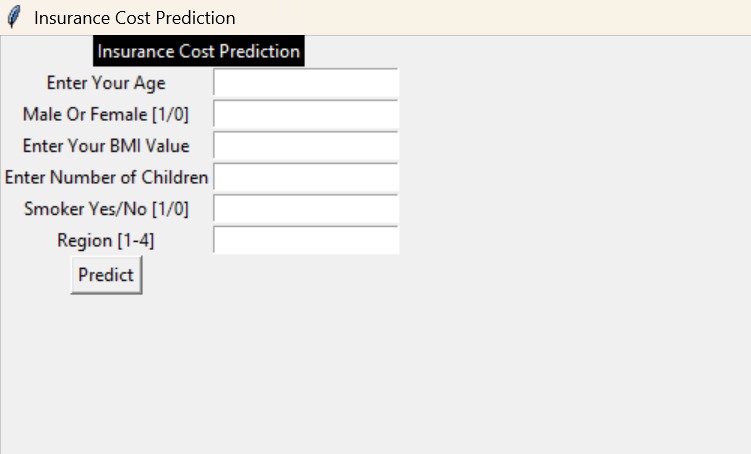 Insurance Cost Prediction
Insurance Cost Prediction
Enter Your Age
Male Or Female [1/0]
Enter Your BMI Value
Enter Number of Children
Smoker Yes/No [1/0]
Region [1-4]
Predict